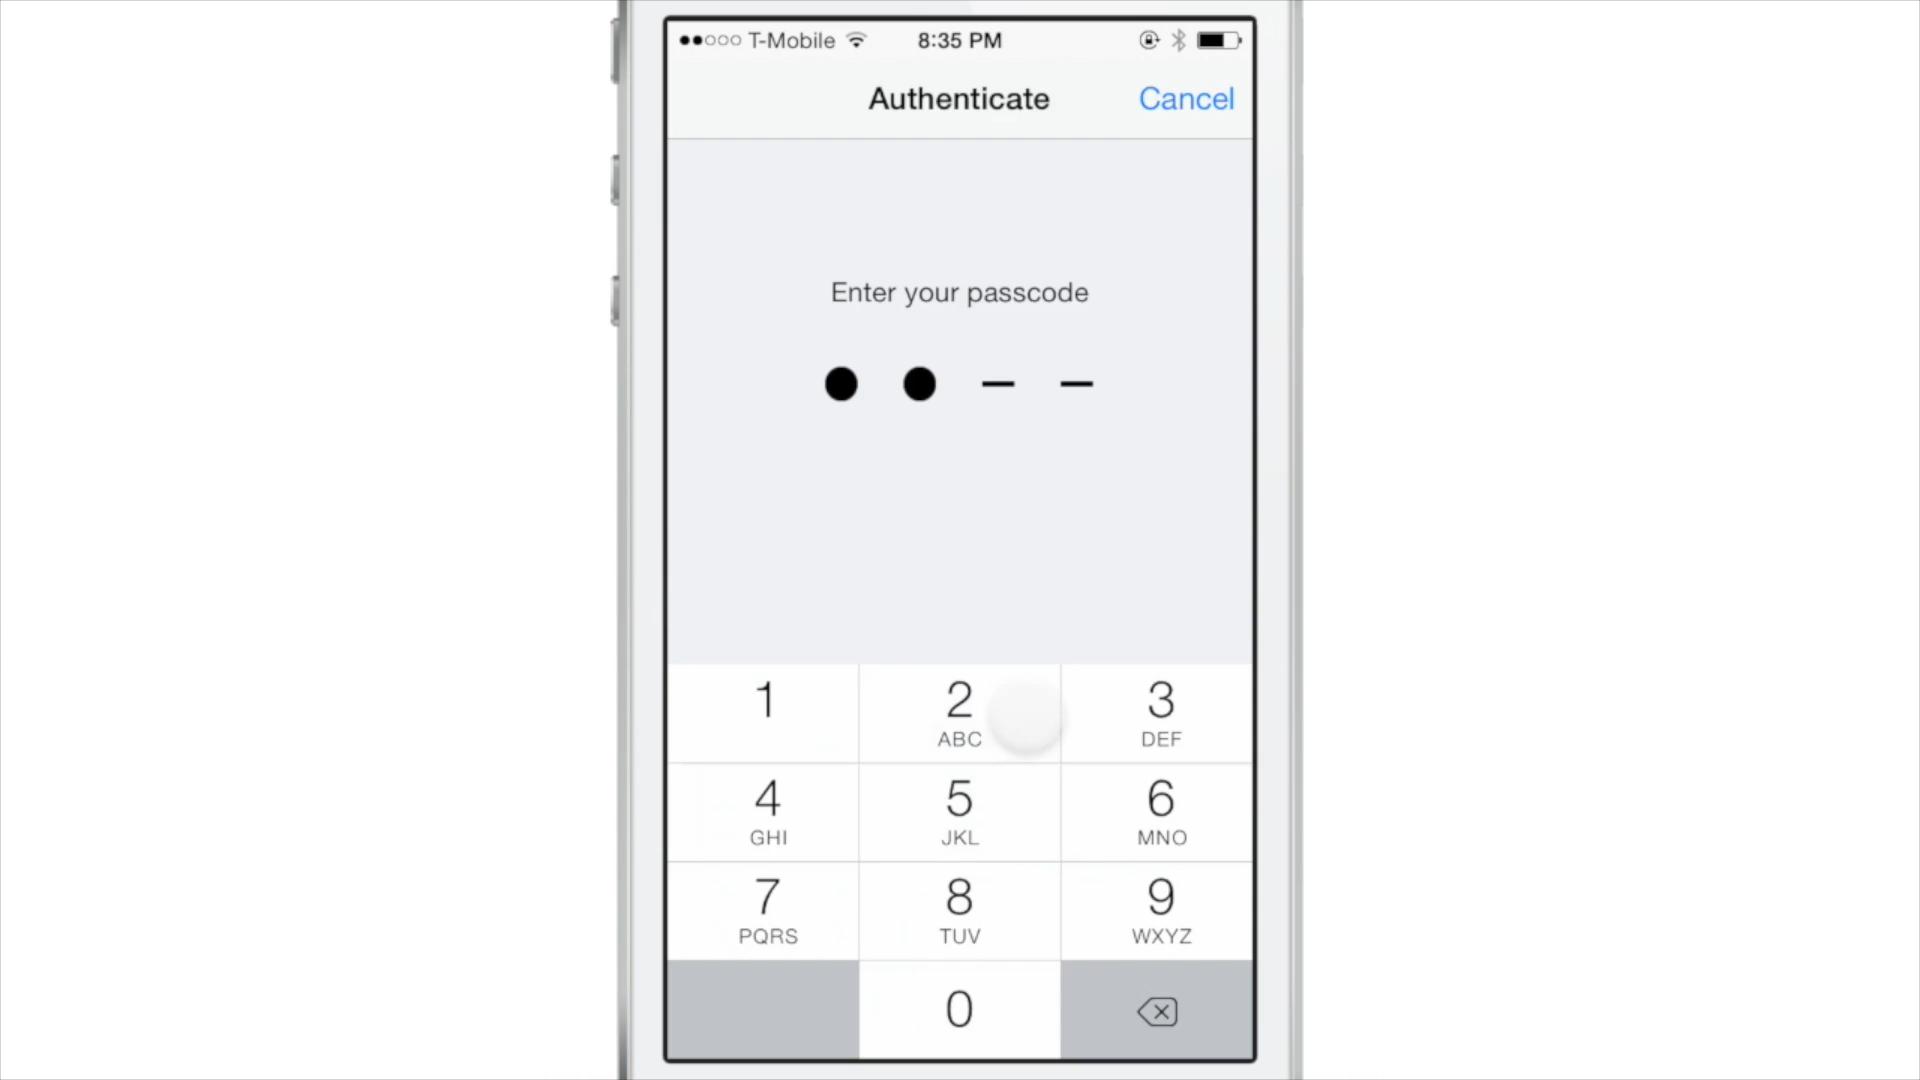 T-Mobile 8:35 PM
Authenticate Cancel
Enter your passcode
1 2 3
ABC DEF
4 5 6
GHI JKL MNO
7 8 9
PQRS TUV WXYZ
0